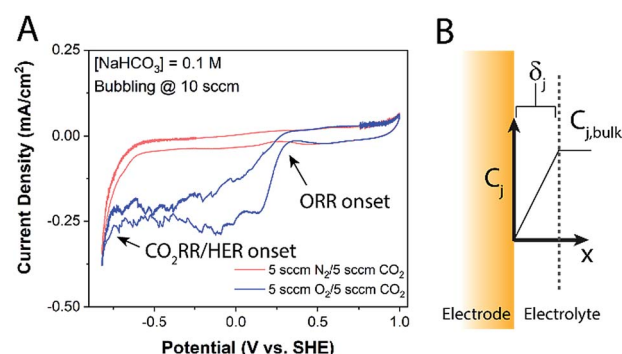 A
[NaHCO3] = 0.1 M
Bubbling @ 10 sccm
ORR onset
CO2RR/HER onset
5 sccm N2/5 sccm CO2
5 sccm O2/5 sccm CO2
0.25
0.00
-0.25
-0.50
Current Density (mA/cm²)
-0.5
0.0
0.5
1.0
Potential (V vs. SHE)
B
δj
Cj,bulk
Cj
x
Electrode
Electrolyte